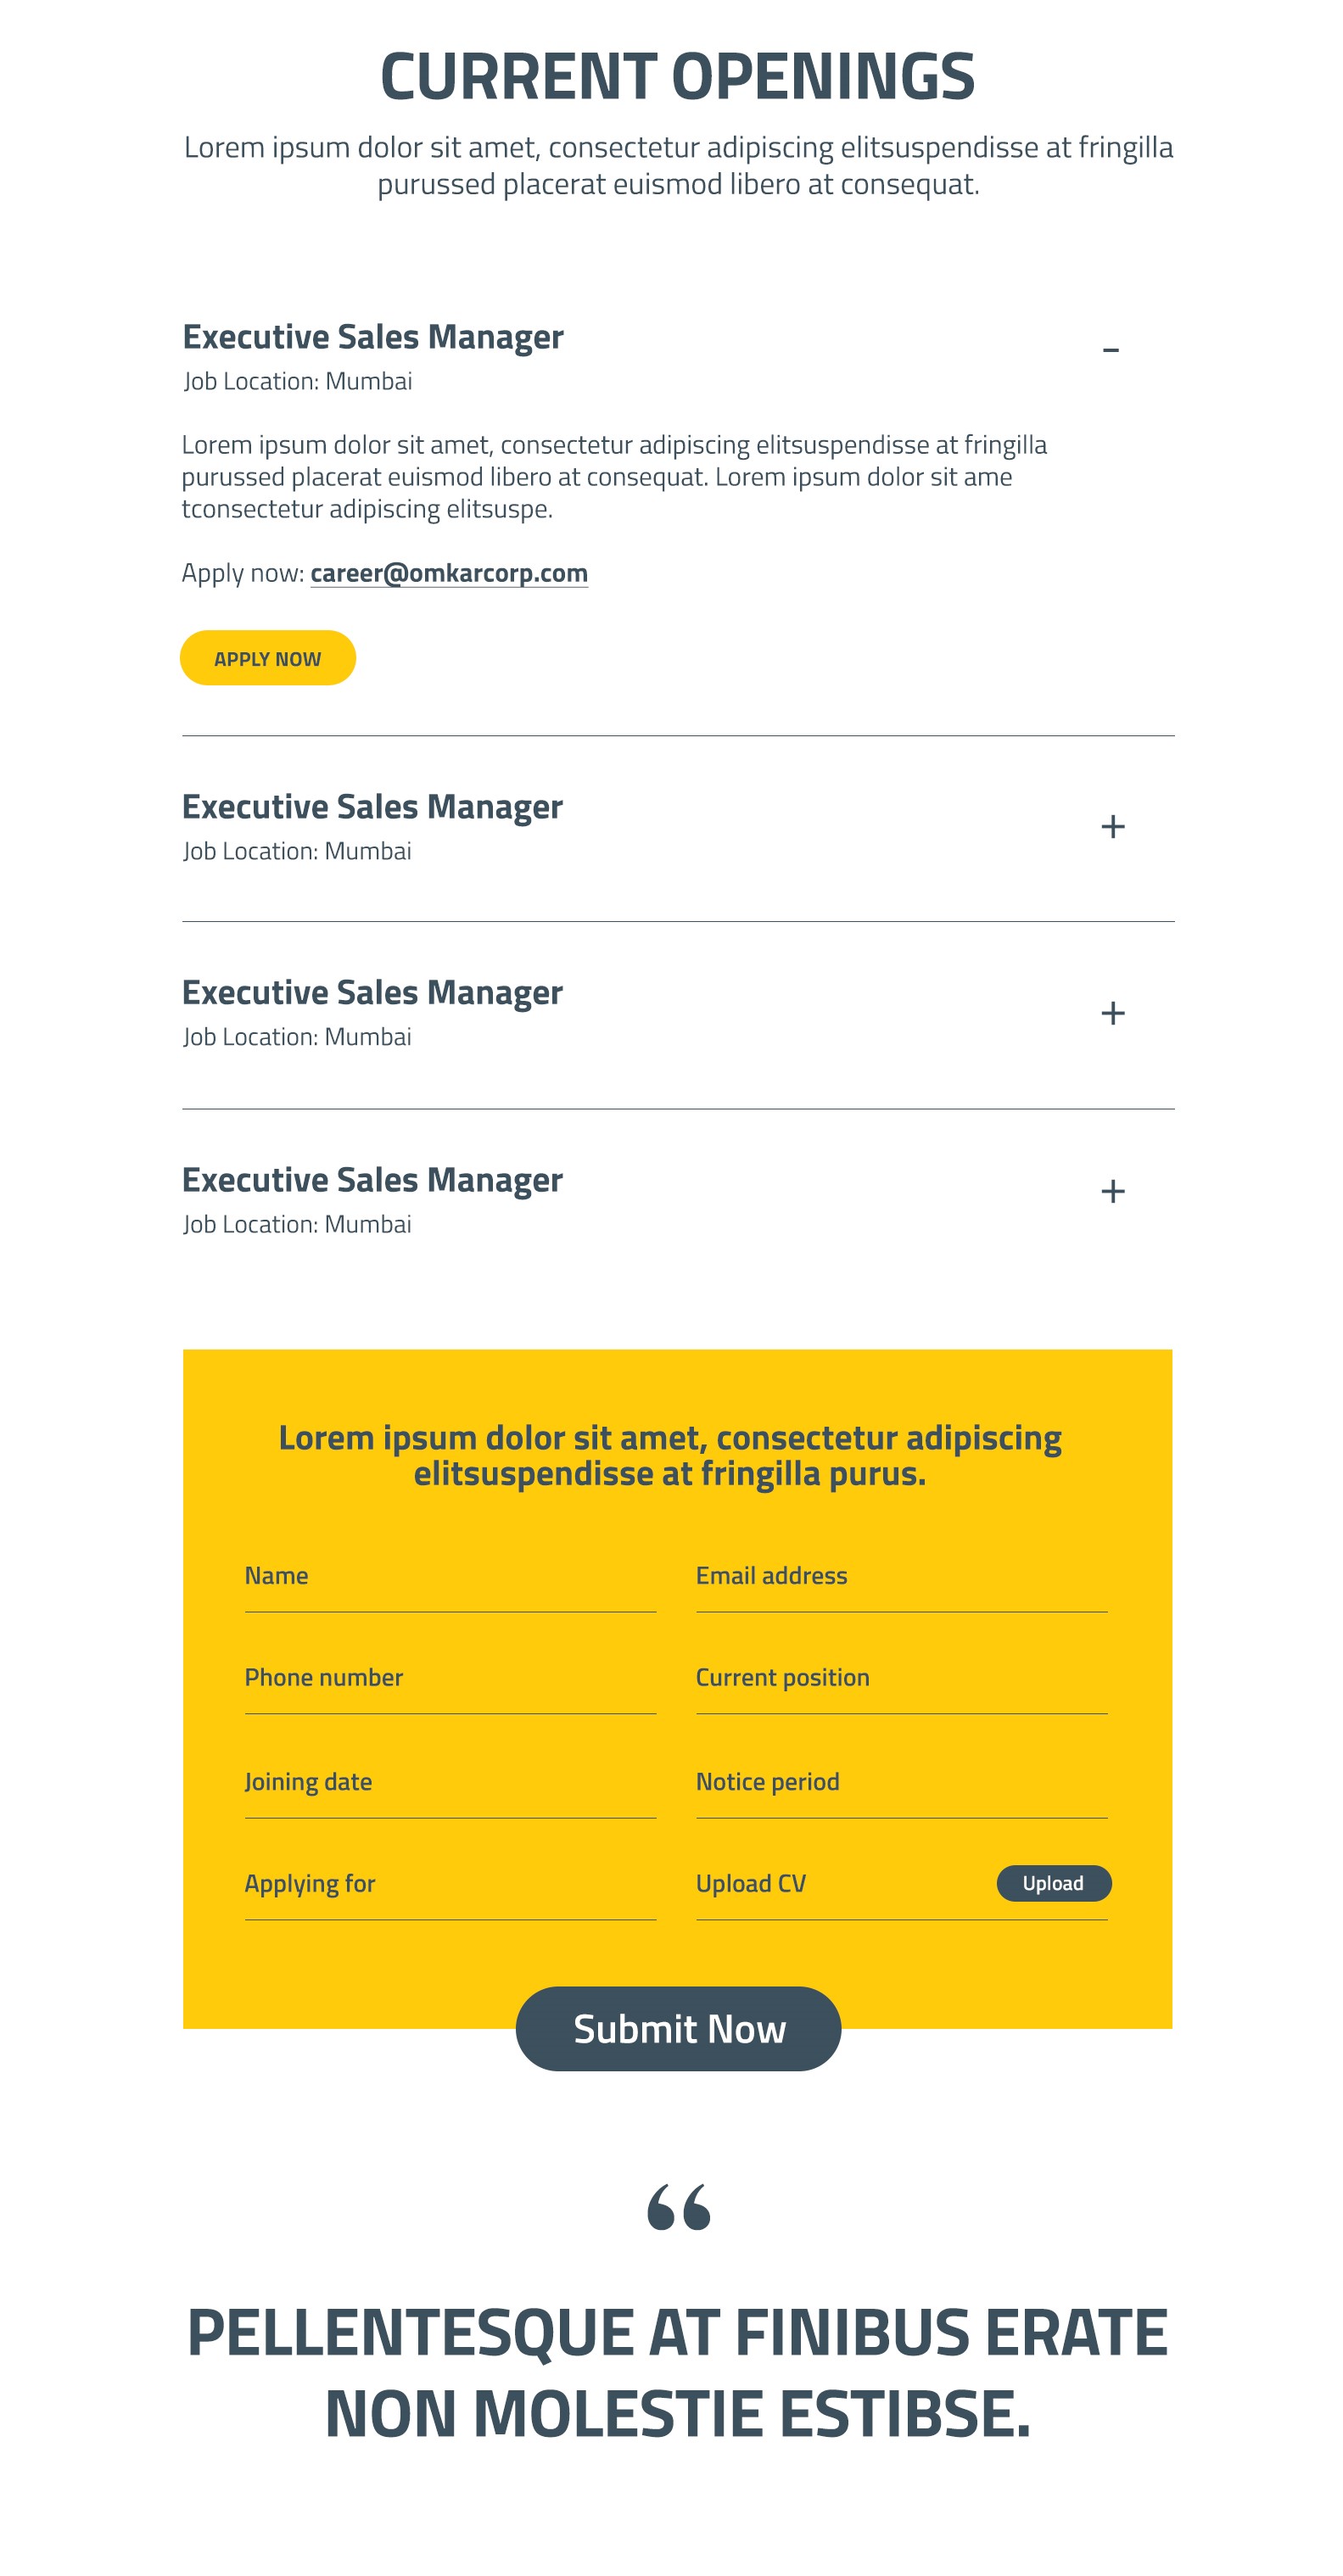 CURRENT OPENINGS
Lorem ipsum dolor sit amet, consectetur adipiscing elitsuspendisse at fringilla
purussed placerat euismod libero at consequat.
Executive Sales Manager
-
Job Location: Mumbai
Lorem ipsum dolor sit amet, consectetur adipiscing elitsuspendisse at fringilla
purussed placerat euismod libero at consequat. Lorem ipsum dolor sit ame
tconsectetur adipiscing elitsuspe.
Apply now: career@omkarcorp.com
APPLY NOW
Executive Sales Manager
+
Job Location: Mumbai
Executive Sales Manager
+
Job Location: Mumbai
Executive Sales Manager
+
Job Location: Mumbai
Lorem ipsum dolor sit amet, consectetur adipiscing
elitsuspendisse at fringilla purus.
Name
Email address
Phone number
Current position
Joining date
Notice period
Applying for
Upload CV
Upload
Submit Now
“
PELLENTESQUE AT FINIBUS ERATE
NON MOLESTIE ESTIBSE.